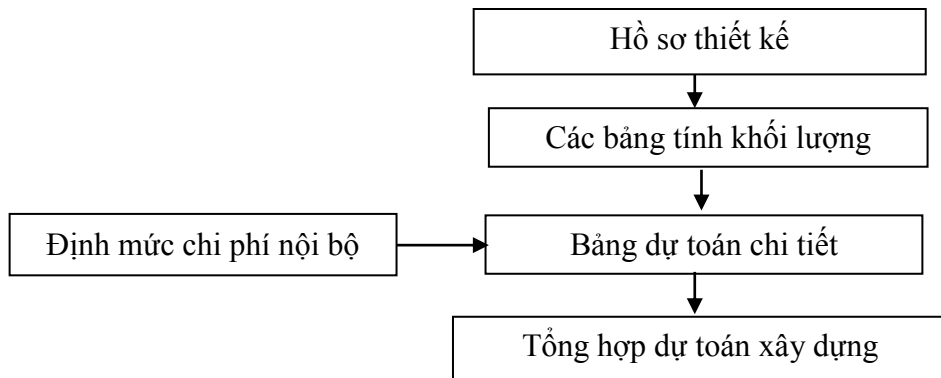 Hồ sơ thiết kế
Các bảng tính khối lượng
Định mức chi phí nội bộ
Bảng dự toán chi tiết
Tổng hợp dự toán xây dựng